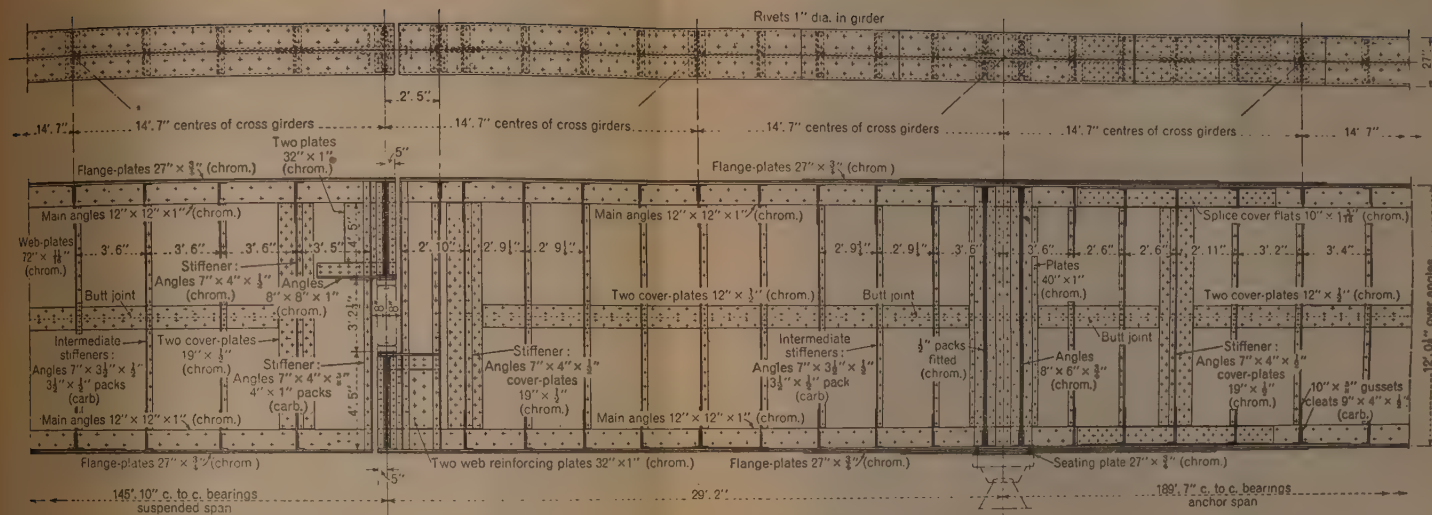 Rivets 1" dia. in girder
27"
2'. 5"
14'. 7"
14'. 7" centres of cross girders
14'. 7" centres of cross girders
14'. 7" centres of cross girders
14'. 7" centres of cross girders
14'. 7"
Two plates
32" × 1"
(chrom.)
5"
Flange-plates 27" × ¾" (chrom.)
Flange-plates 27" × ¾" (chrom)
Main angles 12" × 12" × 1" (chrom.)
Main angles 12" × 12" × 1" (chrom.)
Splice cover flats 10" × (chrom.)
Web-plates
72" ×
(chrom.)
3'. 6"
3'. 6"
3'. 6"
3'. 5"
4'. 5"
2'. 10"
2'. 9¼"
2'. 9¼"
2'. 9¼"
2'. 9¼"
3'. 6"
3'. 6"
2'. 6"
2'. 6"
2'. 11"
3'. 2"
3'. 4"
Stiffener :
Angles 7" × 4" × ½"
(chrom.)
Angles
8" × 8" × 1"
(chrom.)
Plates
40" × 1"
(chrom.)
Butt joint
3'. 2½"
8"
8"
Two cover-plates 12" × ½" (chrom.)
Butt joint
Two cover-plates 12" × ½" (chrom.)
Butt joint
Intermediate
stiffeners :
Angles 7" × 3½" × ½"
3½" × ½" packs
(carb)
Two cover-plates
19" × ½"
(chrom.)
Stiffener :
Angles 7" × 4" ×
4" × 1" packs
(carb.)
4'. 5"
Stiffener :
Angles 7" × 4" × ½"
cover-plates
19" × ½"
(chrom.)
Intermediate
stiffeners :
Angles 7" × 3½" × ½"
3½" × ½" pack
(carb)
½" packs
fitted
(chrom.)
Angles
8" × 6" × ¾"
(chrom.)
Stiffener :
Angles 7" × 4" × ½"
cover-plates
19" × ½"
(chrom.)
10" × gussets
cleats 9" × 4" × ½"
(carb.)
12'. 0½" over angles
Main angles 12" × 12" × 1" (chrom.)
Main angles 12" × 12" × 1" (chrom.)
Flange-plates 27" × ¾" (chrom)
5"
Two web reinforcing plates 32" × 1" (chrom.)
Flange-plates 27" × ¾" (chrom.)
Seating plate 27" × ¾" (chrom.)
145'. 10" c. to c. bearings
suspended span
29'. 2"
189'. 7" c. to c. bearings
anchor span